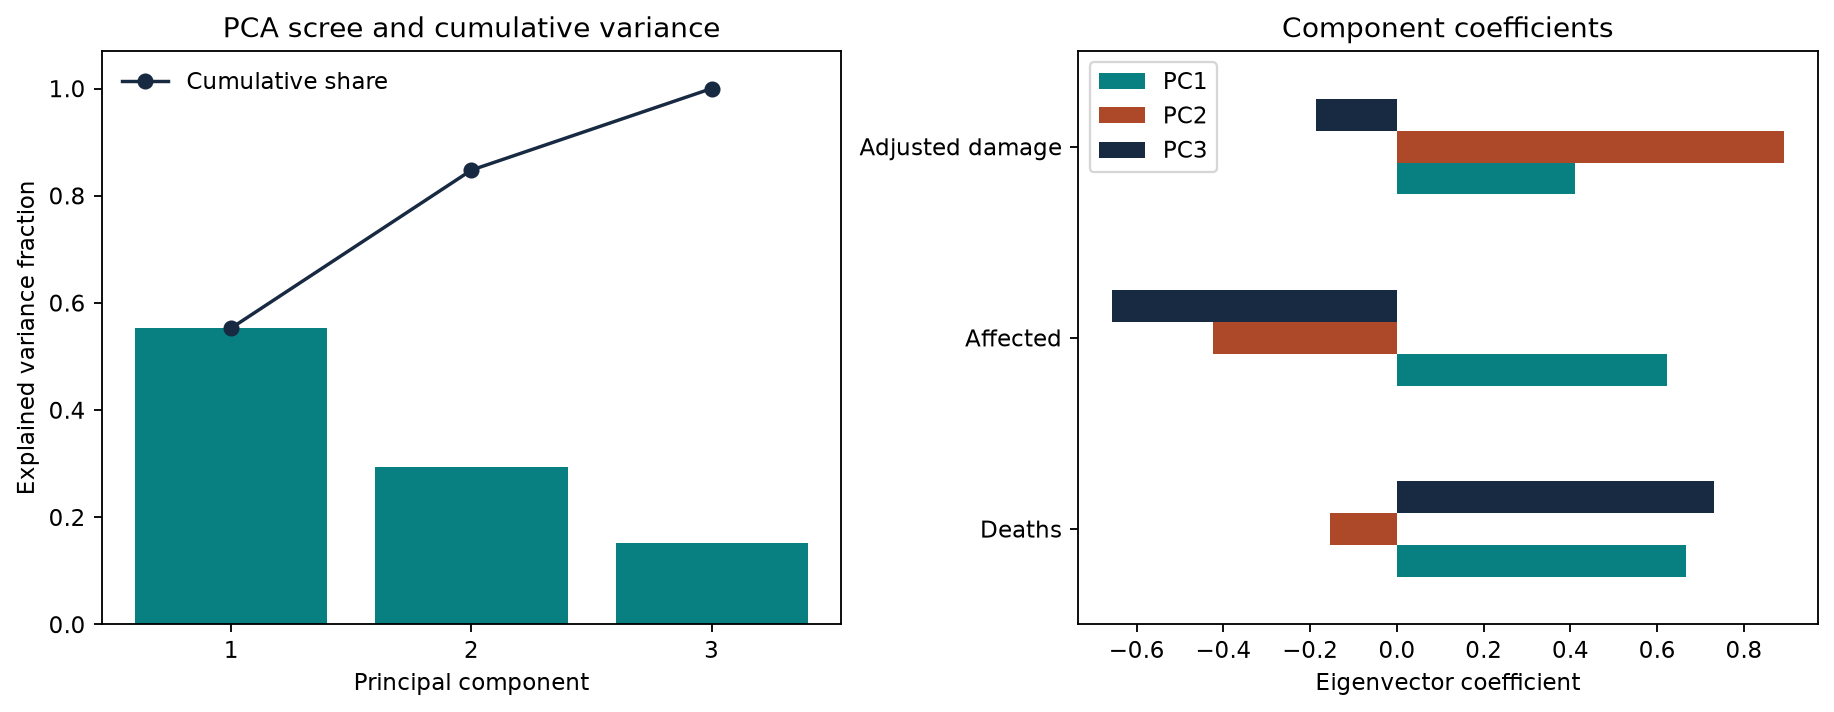 PCA scree and cumulative variance
Cumulative share
1.0
0.8
0.6
0.4
0.2
0.0
Explained variance fraction
1 2 3
Principal component
Component coefficients
PC1
PC2
PC3
Adjusted damage
Affected
Deaths
−0.6 −0.4 −0.2 0.0 0.2 0.4 0.6 0.8
Eigenvector coefficient